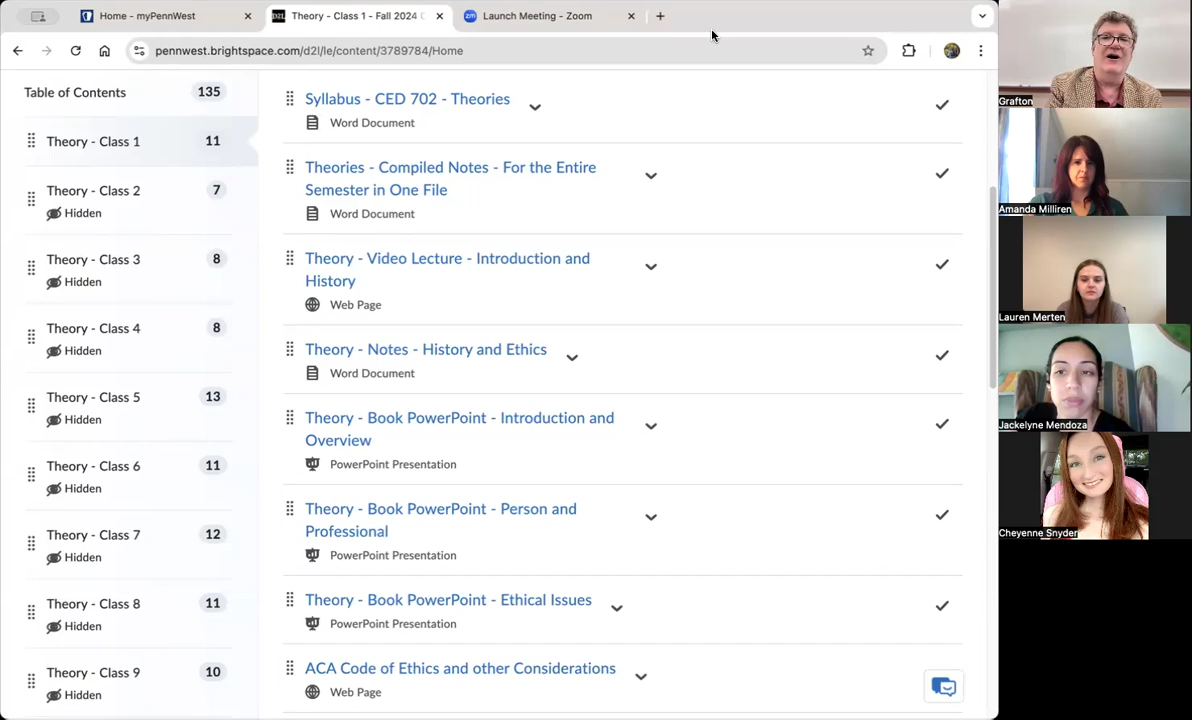 Home - myPennWest
Theory - Class 1 - Fall 2024
Launch Meeting - Zoom
pennwest.brightspace.com/d2l/le/content/3789784/Home
Table of Contents 135
Theory - Class 1 11
Theory - Class 2 7
Hidden
Theory - Class 3 8
Hidden
Theory - Class 4 8
Hidden
Theory - Class 5 13
Hidden
Theory - Class 6 11
Hidden
Theory - Class 7 12
Hidden
Theory - Class 8 11
Hidden
Theory - Class 9 10
Hidden
Syllabus - CED 702 - Theories
Word Document
Theories - Compiled Notes - For the Entire
Semester in One File
Word Document
Theory - Video Lecture - Introduction and
History
Web Page
Theory - Notes - History and Ethics
Word Document
Theory - Book PowerPoint - Introduction and
Overview
PowerPoint Presentation
Theory - Book PowerPoint - Person and
Professional
PowerPoint Presentation
Theory - Book PowerPoint - Ethical Issues
PowerPoint Presentation
ACA Code of Ethics and other Considerations
Web Page
Grafton
Amanda Milliren
Lauren Merten
Jackelyne Mendoza
Cheyenne Snyder